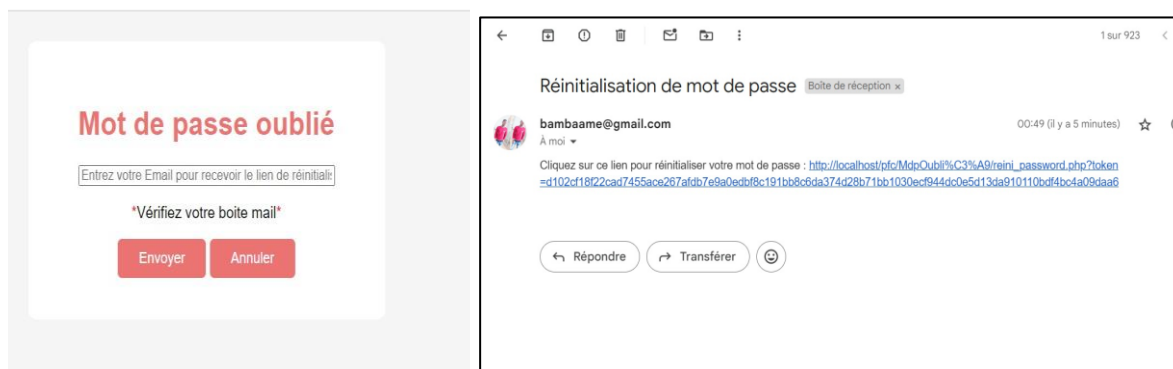 Mot de passe oublié
Entrez votre Email pour recevoir le lien de réinitialis
*Vérifiez votre boite mail*
Envoyer Annuler
1 sur 923
Réinitialisation de mot de passe Boîte de réception ×
bambaame@gmail.com 00:49 (il y a 5 minutes)
À moi
Cliquez sur ce lien pour réinitialiser votre mot de passe : http://localhost/pfc/MdpOubli%C3%A9/reini_password.php?token
=d102cf18f22cad7455ace267afdb7e9a0edbf8c191bb8c6da374d28b71bb1030ecf944dc0e5d13da910110bdf4bc4a09daa6
Répondre Transférer